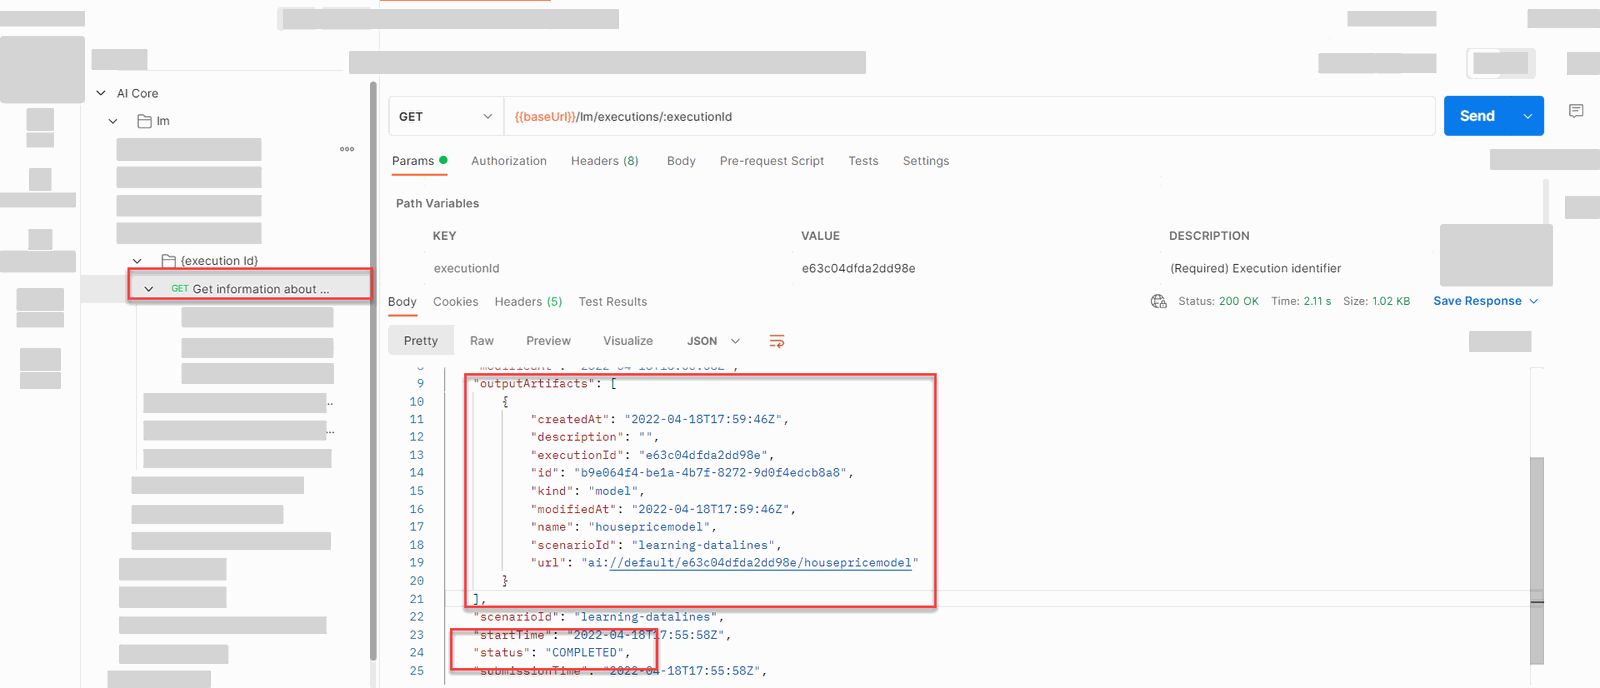 AI Core
lm
{execution Id}
GET Get information about ...
GET
{{baseUrl}}/lm/executions/:executionId
Send
Params Authorization Headers (8) Body Pre-request Script Tests Settings
Path Variables
KEY VALUE DESCRIPTION
executionId e63c04dfda2dd98e (Required) Execution identifier
Body Cookies Headers (5) Test Results
Status: 200 OK Time: 2.11 s Size: 1.02 KB Save Response
Pretty Raw Preview Visualize JSON
9 "outputArtifacts": [
10 {
11 "createdAt": "2022-04-18T17:59:46Z",
12 "description": "",
13 "executionId": "e63c04dfda2dd98e",
14 "id": "b9e064f4-be1a-4b7f-8272-9d0f4edcb8a8",
15 "kind": "model",
16 "modifiedAt": "2022-04-18T17:59:46Z",
17 "name": "housepricemodel",
18 "scenarioId": "learning-datalines",
19 "url": "ai://default/e63c04dfda2dd98e/housepricemodel"
20 }
21 ],
22 "scenarioId": "learning-datalines",
23 "startTime": "2022-04-18T17:55:58Z",
24 "status": "COMPLETED",
25 "submissionTime": "2022-04-18T17:55:58Z",